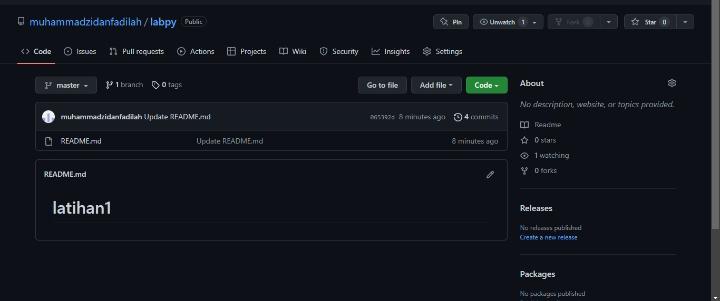 muhammadzidanfadilah / labpy Public
Pin Unwatch 1 Fork 0 Star 0
Code Issues Pull requests Actions Projects Wiki Security Insights Settings
master 1 branch 0 tags Go to file Add file Code
muhammadzidanfadilah Update README.md 8 minutes ago 4 commits
README.md Update README.md 8 minutes ago
README.md
latihan1
About
No description, website, or topics provided.
Readme
0 stars
1 watching
0 forks
Releases
No releases published
Create a new release
Packages
No packages published